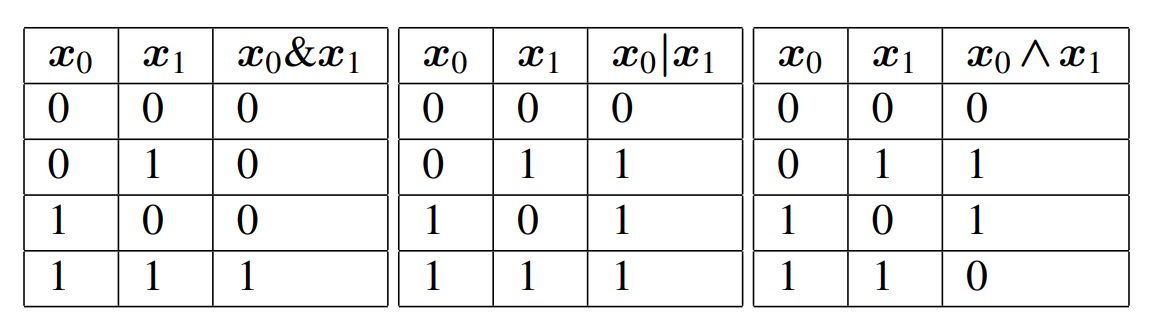 x₀ x₁ x₀&x₁ x₀ x₁ x₀|x₁ x₀ x₁ x₀ ∧ x₁
0 0 0 0 0 0 0 0 0
0 1 0 0 1 1 0 1 1
1 0 0 1 0 1 1 0 1
1 1 1 1 1 1 1 1 0